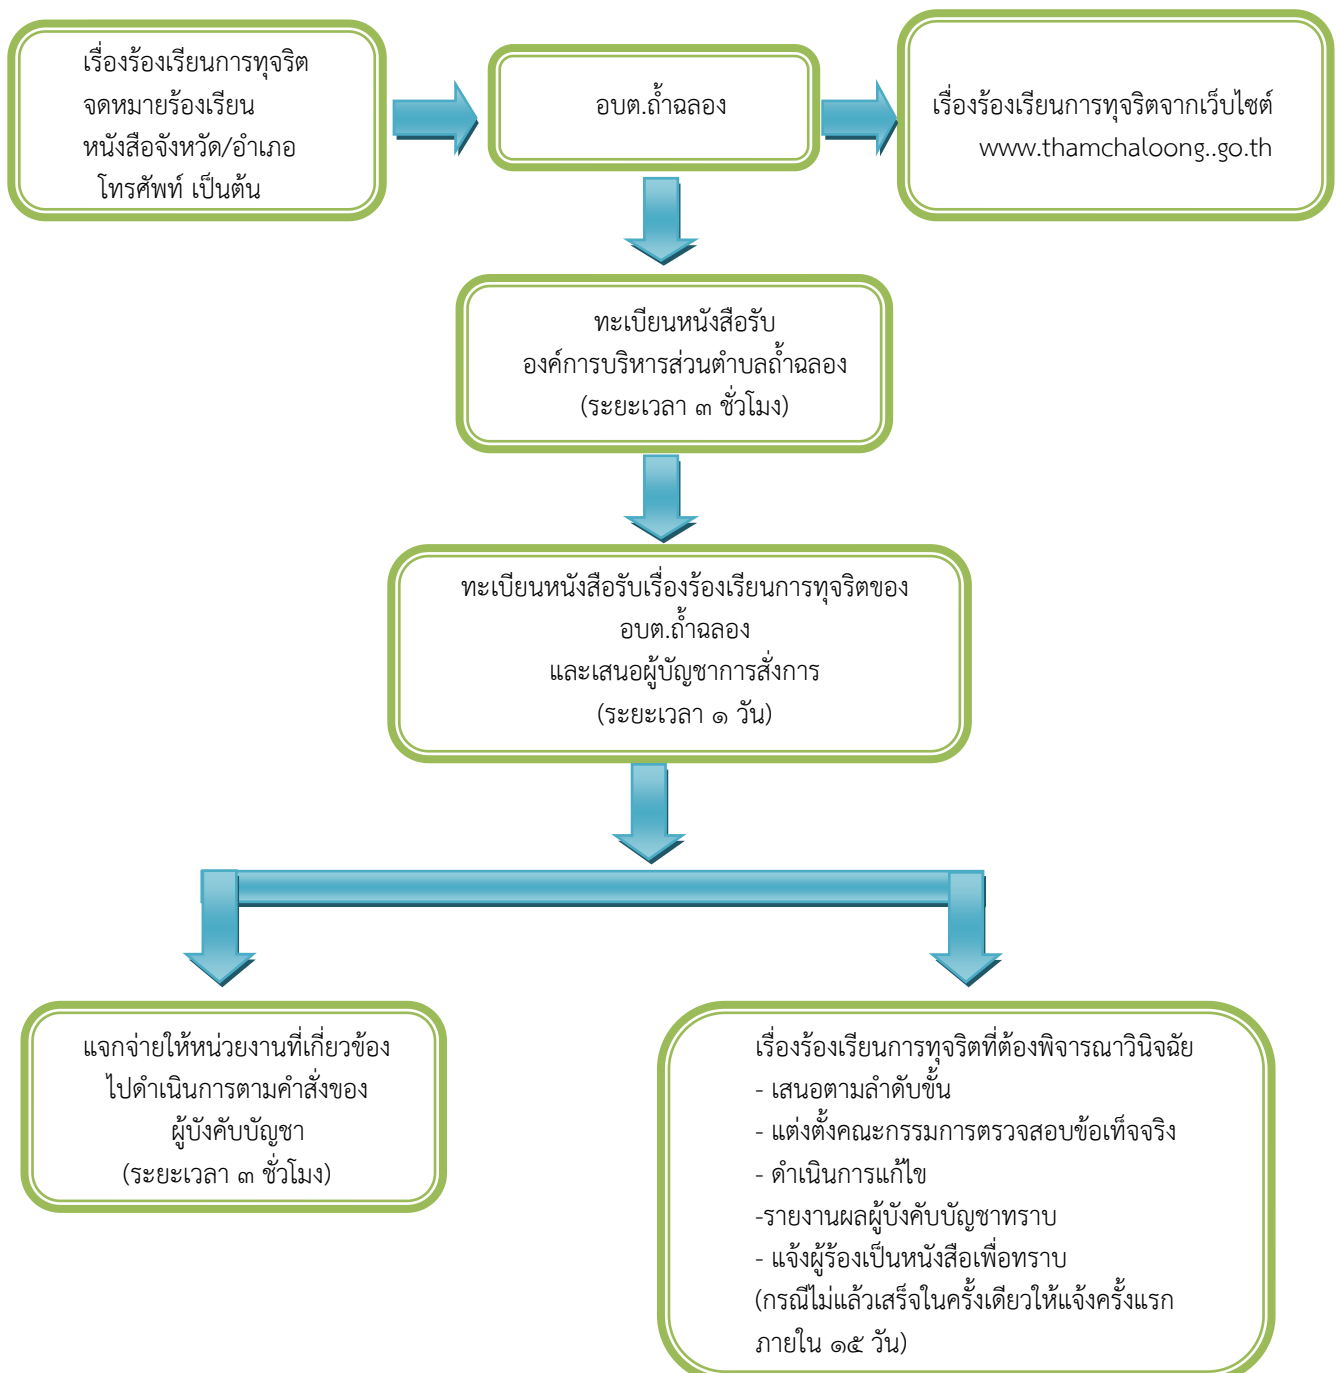 เรื่องร้องเรียนการทุจริต
จดหมายร้องเรียน
หนังสือจังหวัด/อำเภอ
โทรศัพท์ เป็นต้น
อบต.ถ้ำฉลอง
เรื่องร้องเรียนการทุจริตจากเว็บไซต์
www.thamchaloong..go.th
ทะเบียนหนังสือรับ
องค์การบริหารส่วนตำบลถ้ำฉลอง
(ระยะเวลา ๓ ชั่วโมง)
ทะเบียนหนังสือรับเรื่องร้องเรียนการทุจริตของ
อบต.ถ้ำฉลอง
และเสนอผู้บัญชาการสั่งการ
(ระยะเวลา ๑ วัน)
แจกจ่ายให้หน่วยงานที่เกี่ยวข้อง
ไปดำเนินการตามคำสั่งของ
ผู้บังคับบัญชา
(ระยะเวลา ๓ ชั่วโมง)
เรื่องร้องเรียนการทุจริตที่ต้องพิจารณาวินิจฉัย
- เสนอตามลำดับขั้น
- แต่งตั้งคณะกรรมการตรวจสอบข้อเท็จจริง
- ดำเนินการแก้ไข
-รายงานผลผู้บังคับบัญชาทราบ
- แจ้งผู้ร้องเป็นหนังสือเพื่อทราบ
(กรณีไม่แล้วเสร็จในครั้งเดียวให้แจ้งครั้งแรก
ภายใน ๑๕ วัน)